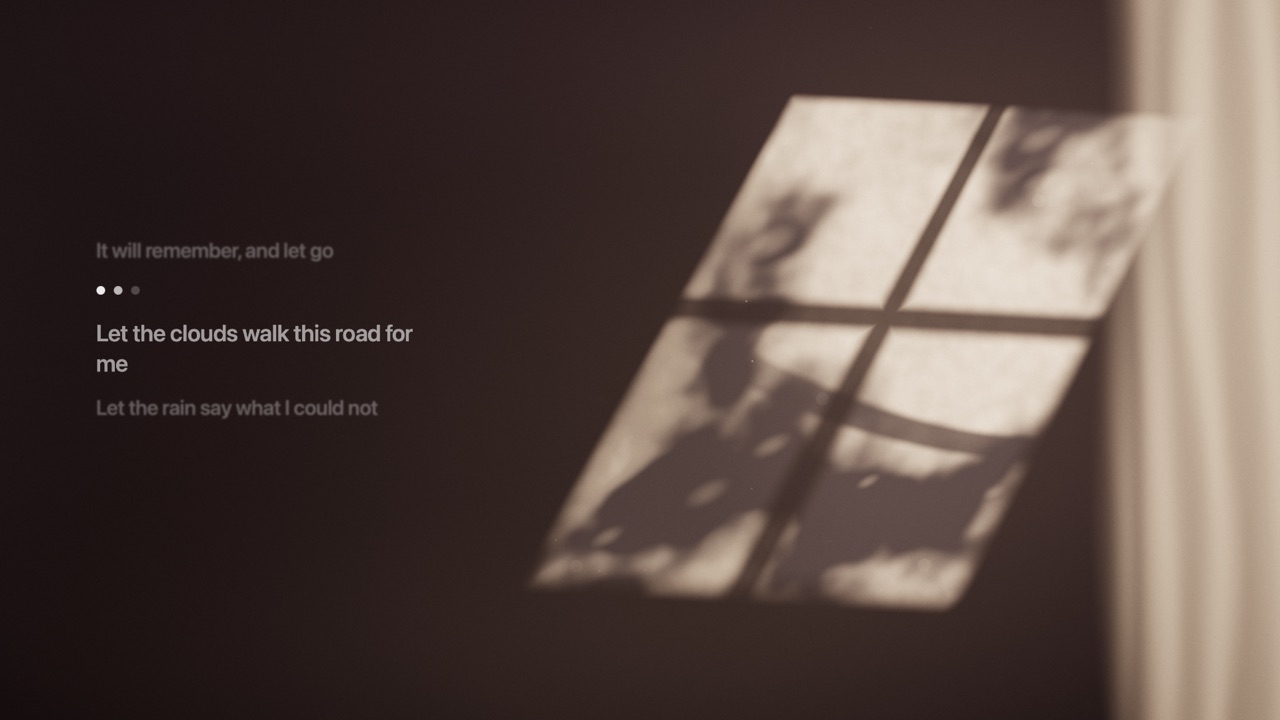 It will remember, and let go
Let the clouds walk this road for
me
Let the rain say what I could not